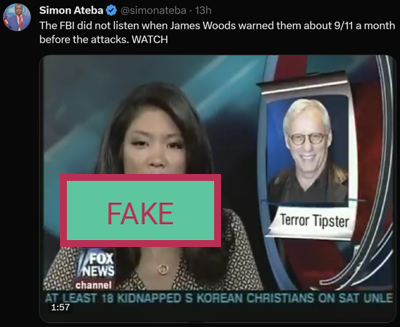 Simon Ateba @simonateba · 13h
The FBI did not listen when James Woods warned them about 9/11 a month
before the attacks. WATCH
Terror Tipster
FAKE
FOX
NEWS
channel
AT LEAST 18 KIDNAPPED S KOREAN CHRISTIANS ON SAT UNLE
1:57